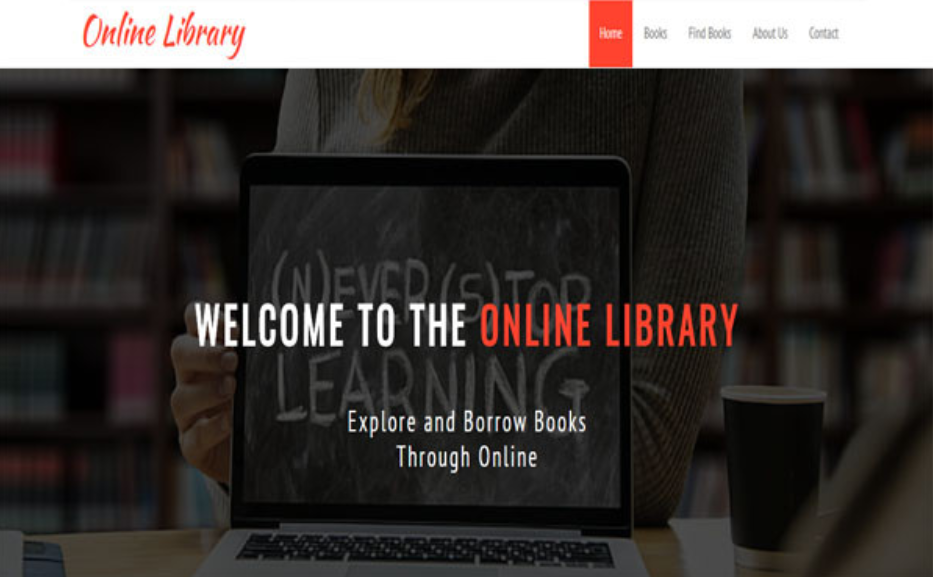 Online Library
Home Books Find Books About Us Contact
(N)EVER (S)TOP
WELCOME TO THE ONLINE LIBRARY
LEARNING
Explore and Borrow Books
Through Online